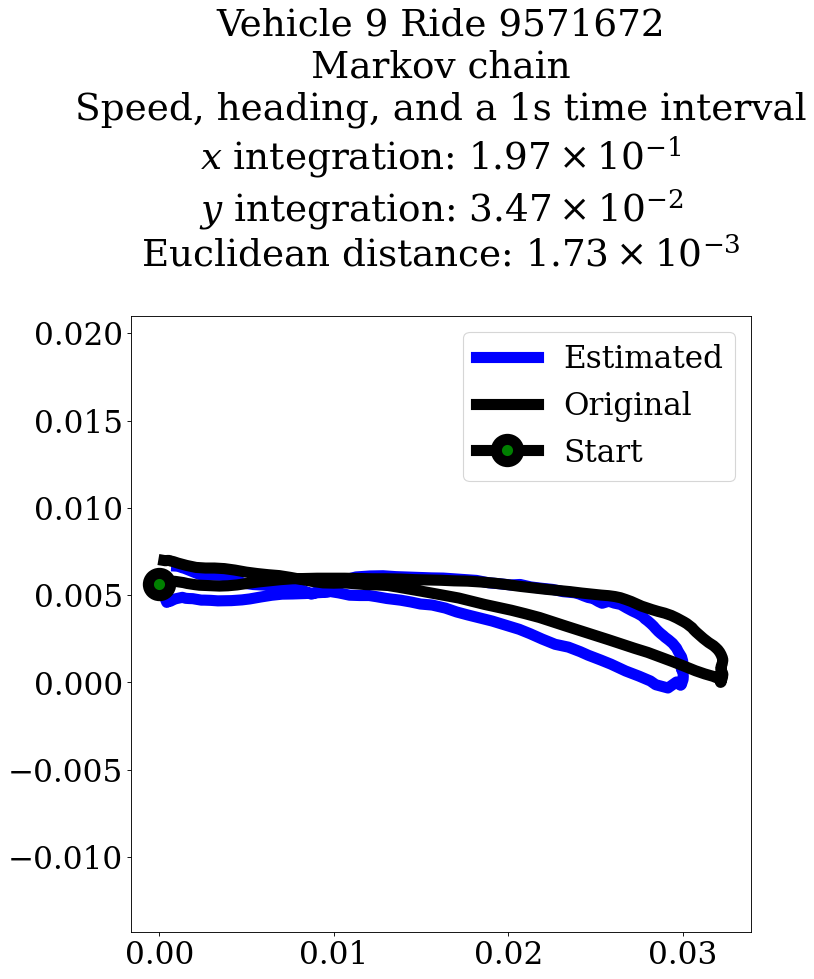 Vehicle 9 Ride 9571672
Markov chain
Speed, heading, and a 1s time interval
x integration: 1.97 × 10⁻¹
y integration: 3.47 × 10⁻²
Euclidean distance: 1.73 × 10⁻³
Estimated
Original
Start
0.020
0.015
0.010
0.005
0.000
−0.005
−0.010
0.00 0.01 0.02 0.03